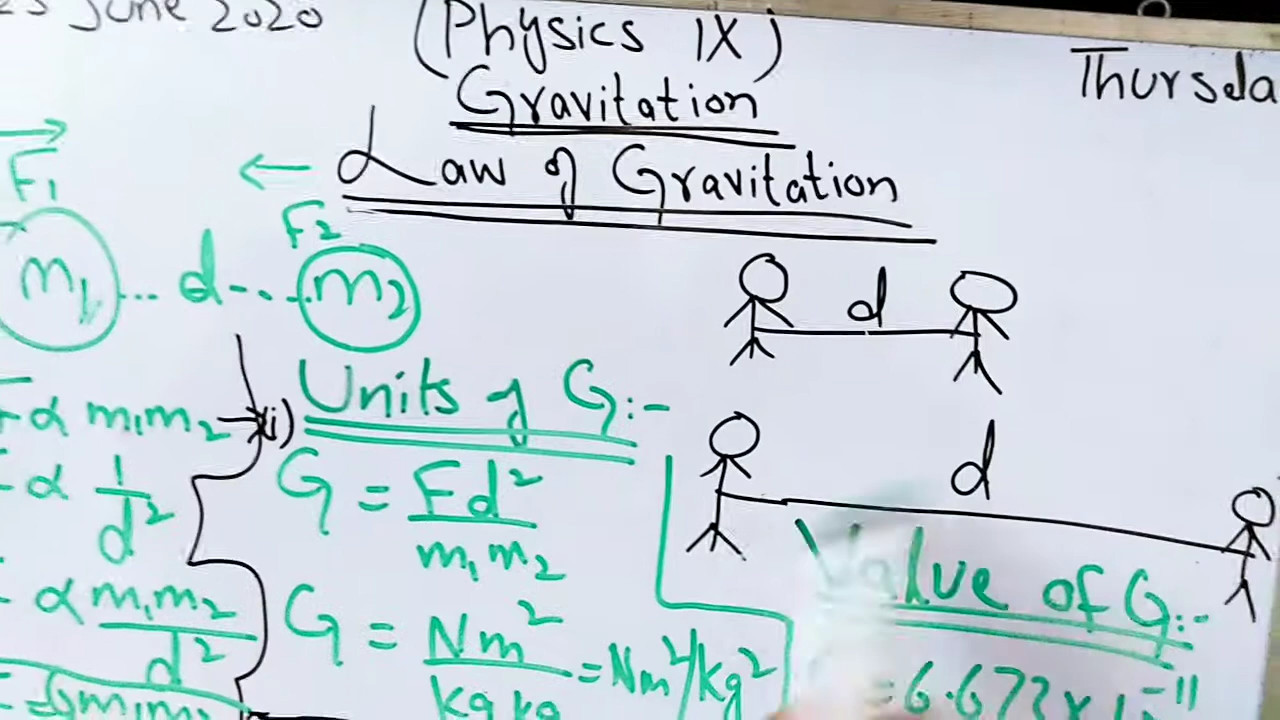 June 2020
(Physics IX)
Thursda
Gravitation
Law of Gravitation
F₁
F₂
m₁ ... d -.. m₂
d
Units of G:-
F α m₁m₂
(i)
α 1/d²
G = Fd²/m₁m₂
d
α m₁m₂/d²
G = Nm²/kg kg = Nm²/kg²
Value of G:-
= 6.673 x 10⁻¹¹